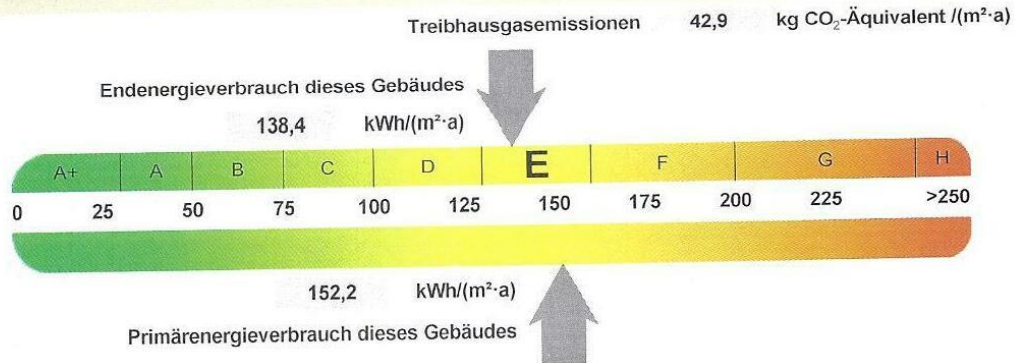 Treibhausgasemissionen 42,9 kg CO₂-Äquivalent /(m²·a)
Endenergieverbrauch dieses Gebäudes
138,4 kWh/(m²·a)
A+ A B C D E F G H
0 25 50 75 100 125 150 175 200 225 >250
152,2 kWh/(m²·a)
Primärenergieverbrauch dieses Gebäudes